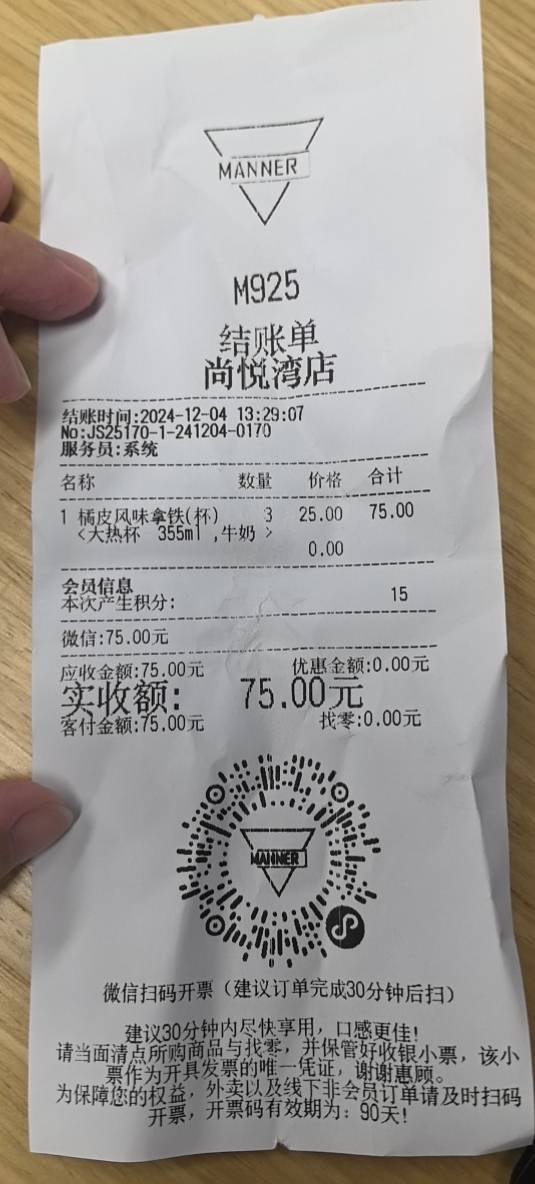 MANNER
M925
结账单
尚悦湾店
结账时间:2024-12-04 13:29:07
No:JS25170-1-241204-0170
服务员:系统
名称 数量 价格 合计
1 橘皮风味拿铁(杯) 3 25.00 75.00
<大热杯 355ml ,牛奶 >
0.00
会员信息
本次产生积分: 15
微信:75.00元
应收金额:75.00元 优惠金额:0.00元
实收额: 75.00元
客付金额:75.00元 找零:0.00元
MANNER
微信扫码开票（建议订单完成30分钟后扫）
建议30分钟内尽快享用，口感更佳!
请当面清点所购商品与找零，并保管好收银小票，该小
票作为开具发票的唯一凭证，谢谢惠顾。
为保障您的权益，外卖以及线下非会员订单请及时扫码
开票，开票码有效期为：90天!